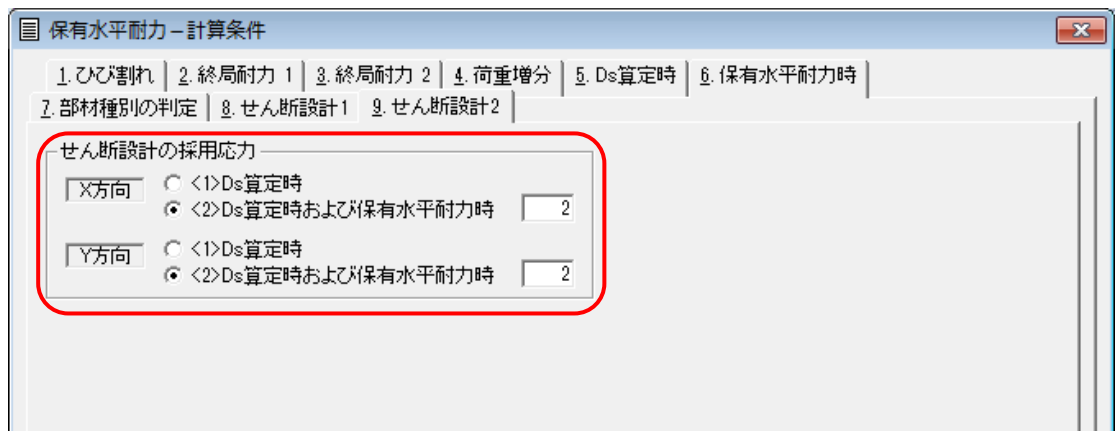 保有水平耐力－計算条件
1.ひび割れ 2.終局耐力 1 3.終局耐力 2 4.荷重増分 5.Ds算定時 6.保有水平耐力時
7.部材種別の判定 8.せん断設計1 9.せん断設計2
せん断設計の採用応力
X方向 <1>Ds算定時
<2>Ds算定時および保有水平耐力時 2
Y方向 <1>Ds算定時
<2>Ds算定時および保有水平耐力時 2